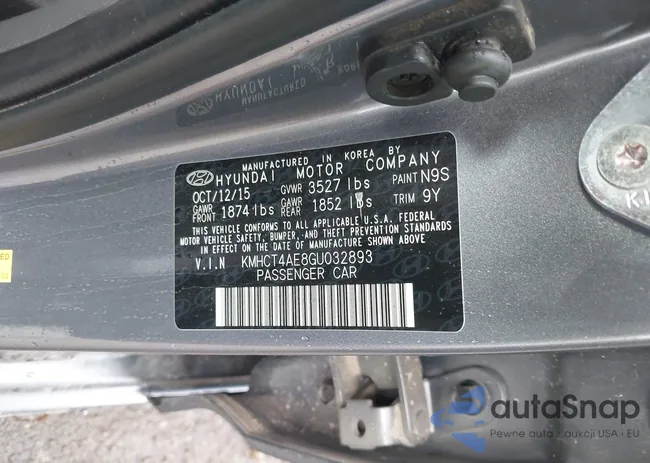 MANUFACTURED IN KOREA BY
HYUNDAI MOTOR COMPANY
OCT/12/15 GVWR 3527 lbs PAINT N9S
GAWR FRONT 1874 lbs GAWR REAR 1852 lbs TRIM 9Y
THIS VEHICLE CONFORMS TO ALL APPLICABLE U.S.A. FEDERAL
MOTOR VEHICLE SAFETY, BUMPER, AND THEFT PREVENTION STANDARDS
IN EFFECT ON THE DATE OF MANUFACTURE SHOWN ABOVE.
V.I.N KMHCT4AE8GU032893
PASSENGER CAR
autaSnap
Pewne auta z aukcji USA i EU